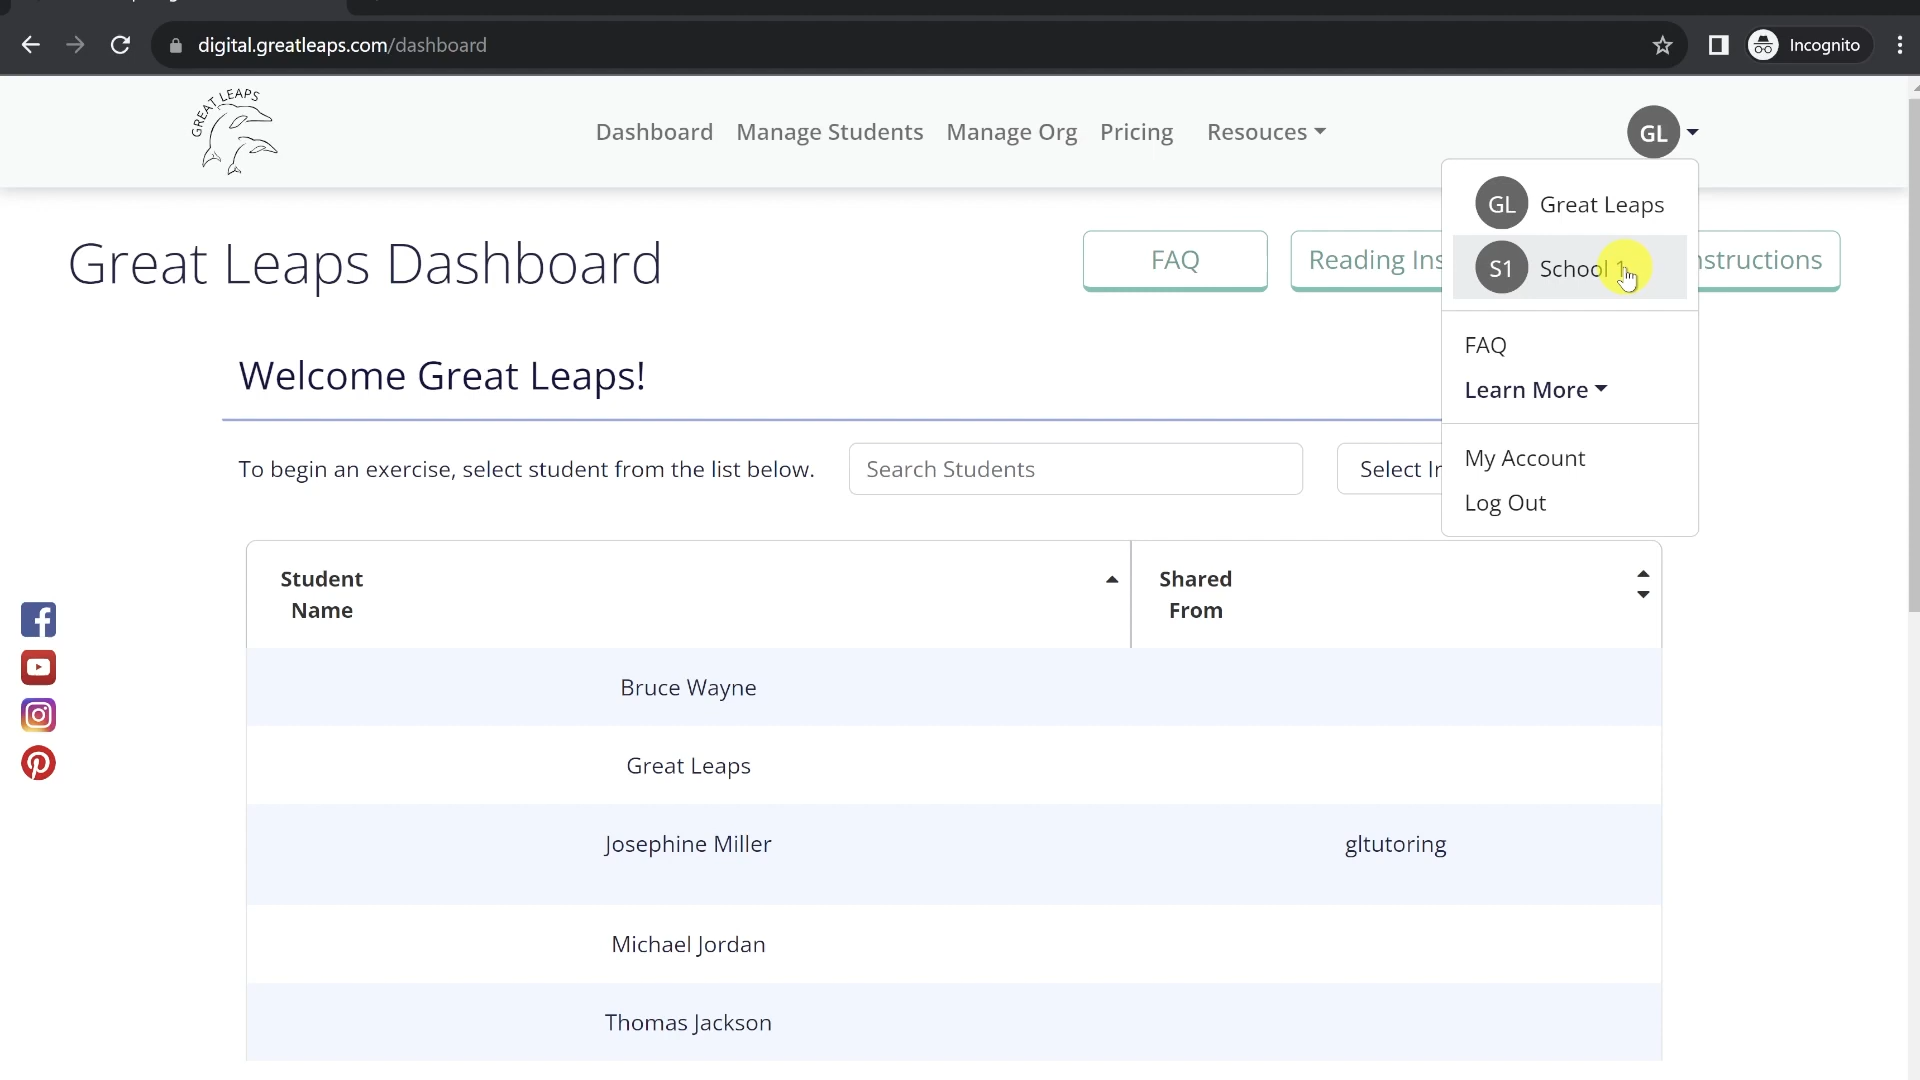 digital.greatleaps.com/dashboard
Incognito
GREAT LEAPS
Dashboard Manage Students Manage Org Pricing Resouces
GL
GL Great Leaps
S1 School 1
FAQ
Learn More
My Account
Log Out
Great Leaps Dashboard
FAQ
Reading Ins
nstructions
Welcome Great Leaps!
To begin an exercise, select student from the list below.
Search Students
Select In
Student
Name
Shared
From
Bruce Wayne
Great Leaps
Josephine Miller gltutoring
Michael Jordan
Thomas Jackson